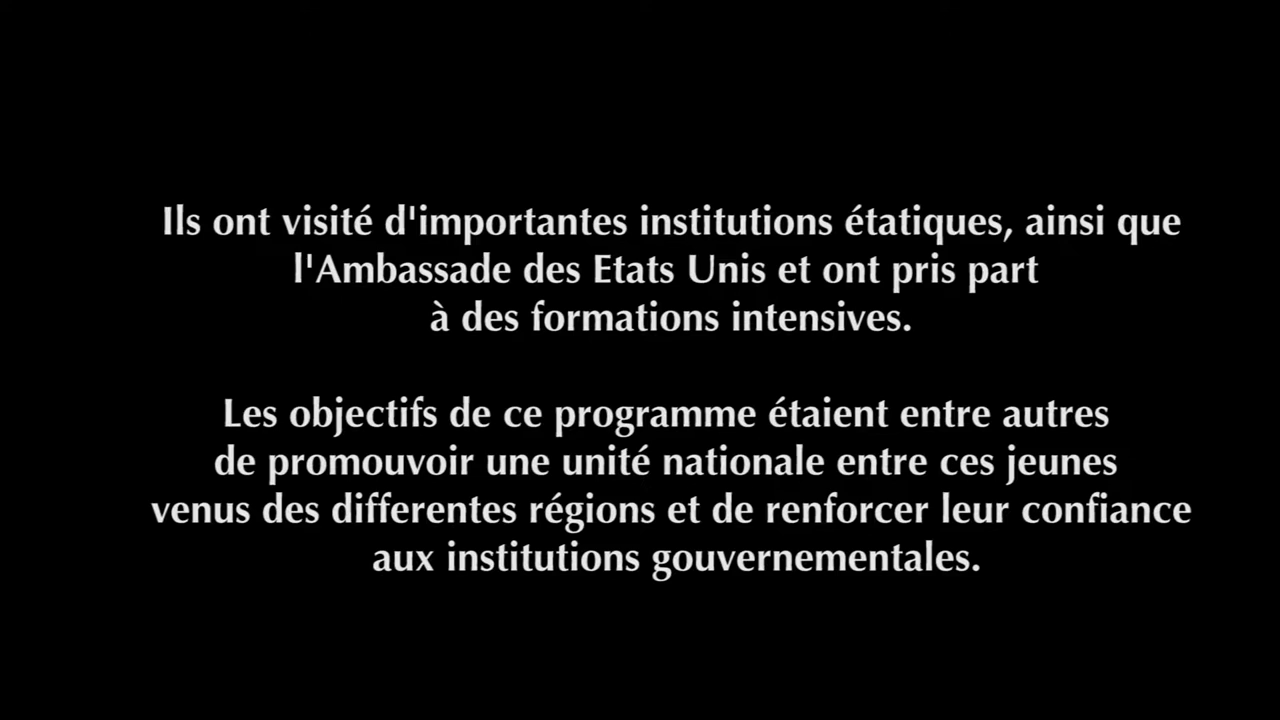 Ils ont visité d'importantes institutions étatiques, ainsi que
l'Ambassade des Etats Unis et ont pris part
à des formations intensives.
Les objectifs de ce programme étaient entre autres
de promouvoir une unité nationale entre ces jeunes
venus des differentes régions et de renforcer leur confiance
aux institutions gouvernementales.